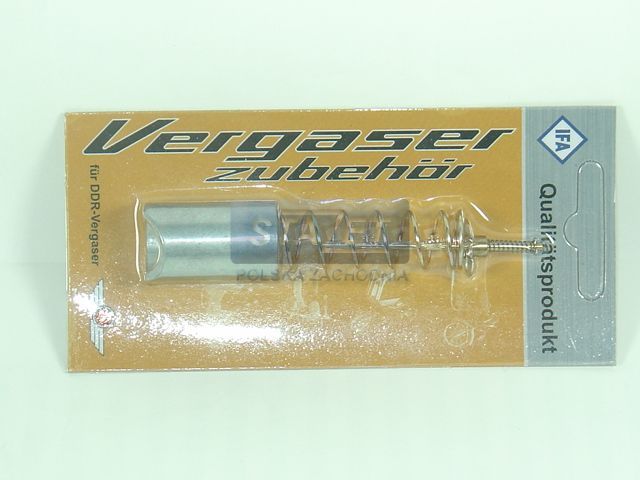 Vergaser
zubehör
für DDR-Vergaser
IFA
Qualitätsprodukt
POLSKA ZACHODNIA